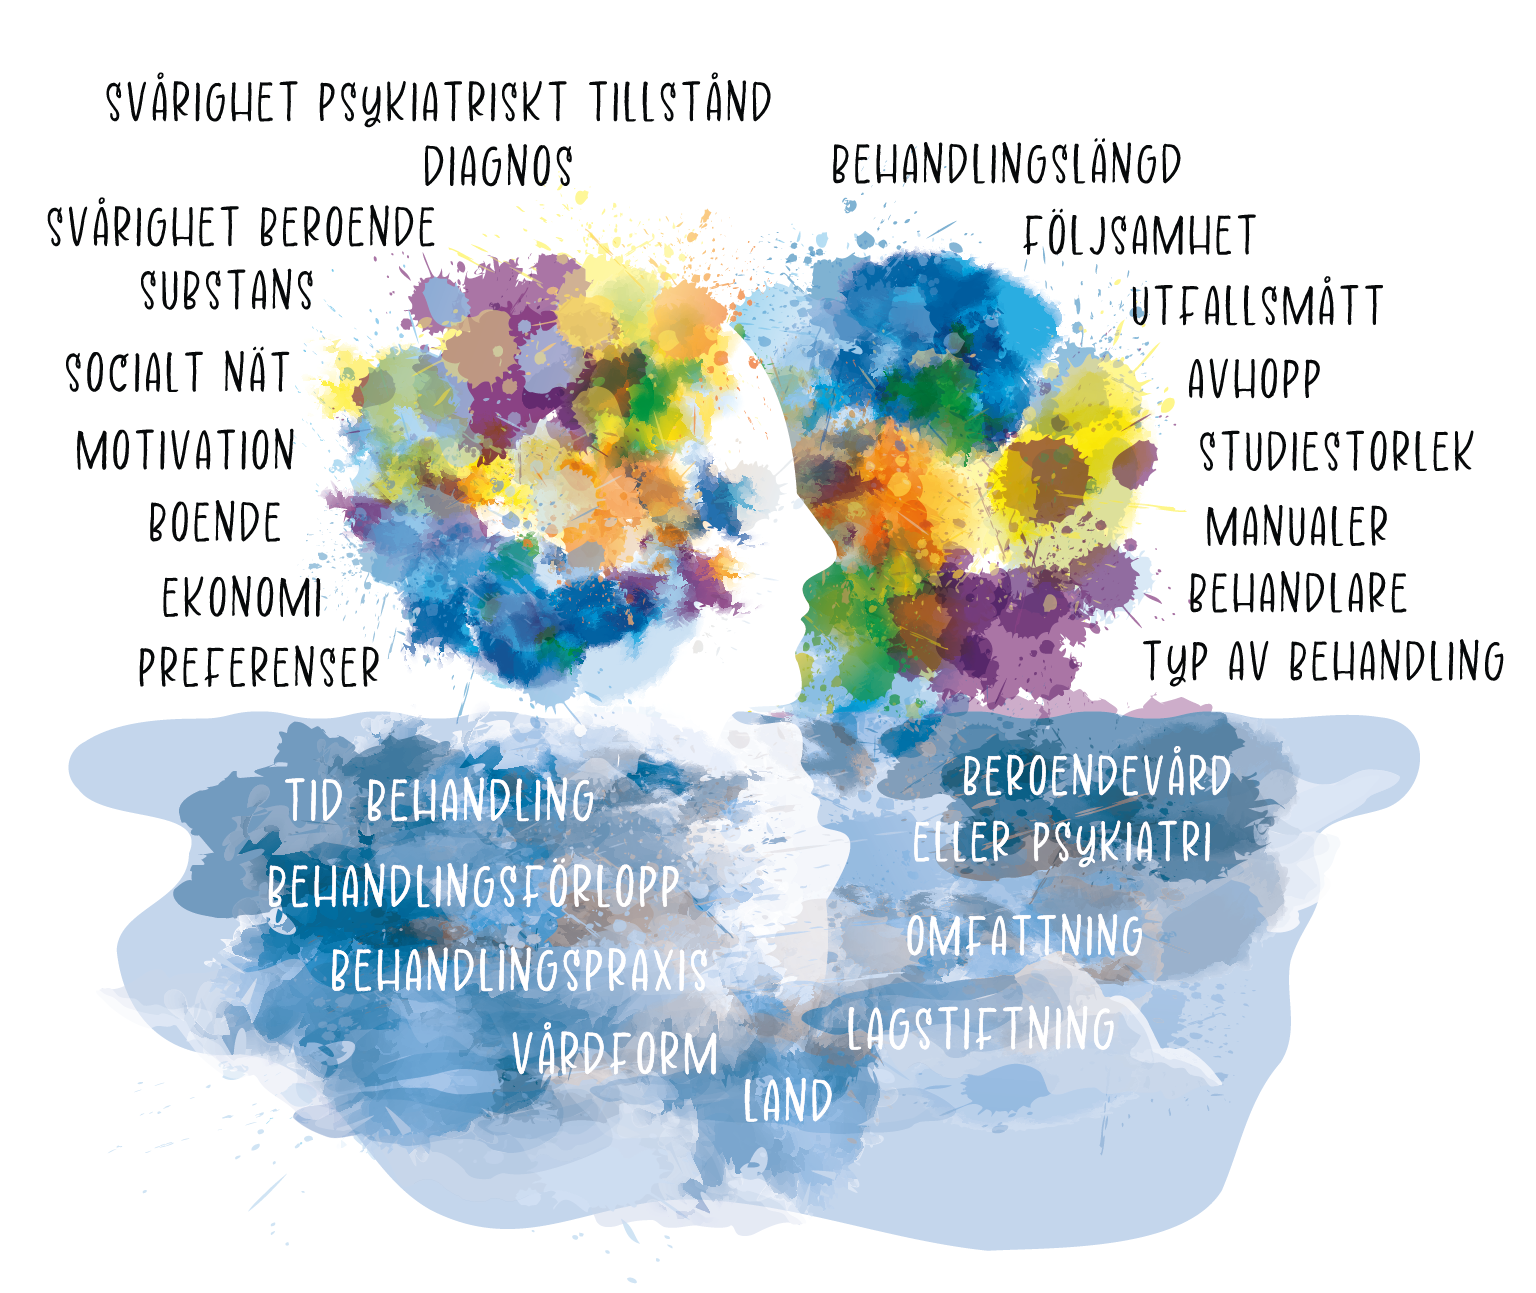 SVÅRIGHET PSYKIATRISKT TILLSTÅND
DIAGNOS
SVÅRIGHET BEROENDE
SUBSTANS
SOCIALT NÄT
MOTIVATION
BOENDE
EKONOMI
PREFERENSER
BEHANDLINGSLÄNGD
FÖLJSAMHET
UTFALLSMÅTT
AVHOPP
STUDIESTORLEK
MANUALER
BEHANDLARE
TYP AV BEHANDLING
TID BEHANDLING
BEHANDLINGSFÖRLOPP
BEHANDLINGSPRAXIS
VÅRDFORM
LAND
BEROENDEVÅRD
ELLER PSYKIATRI
OMFATTNING
LAGSTIFTNING